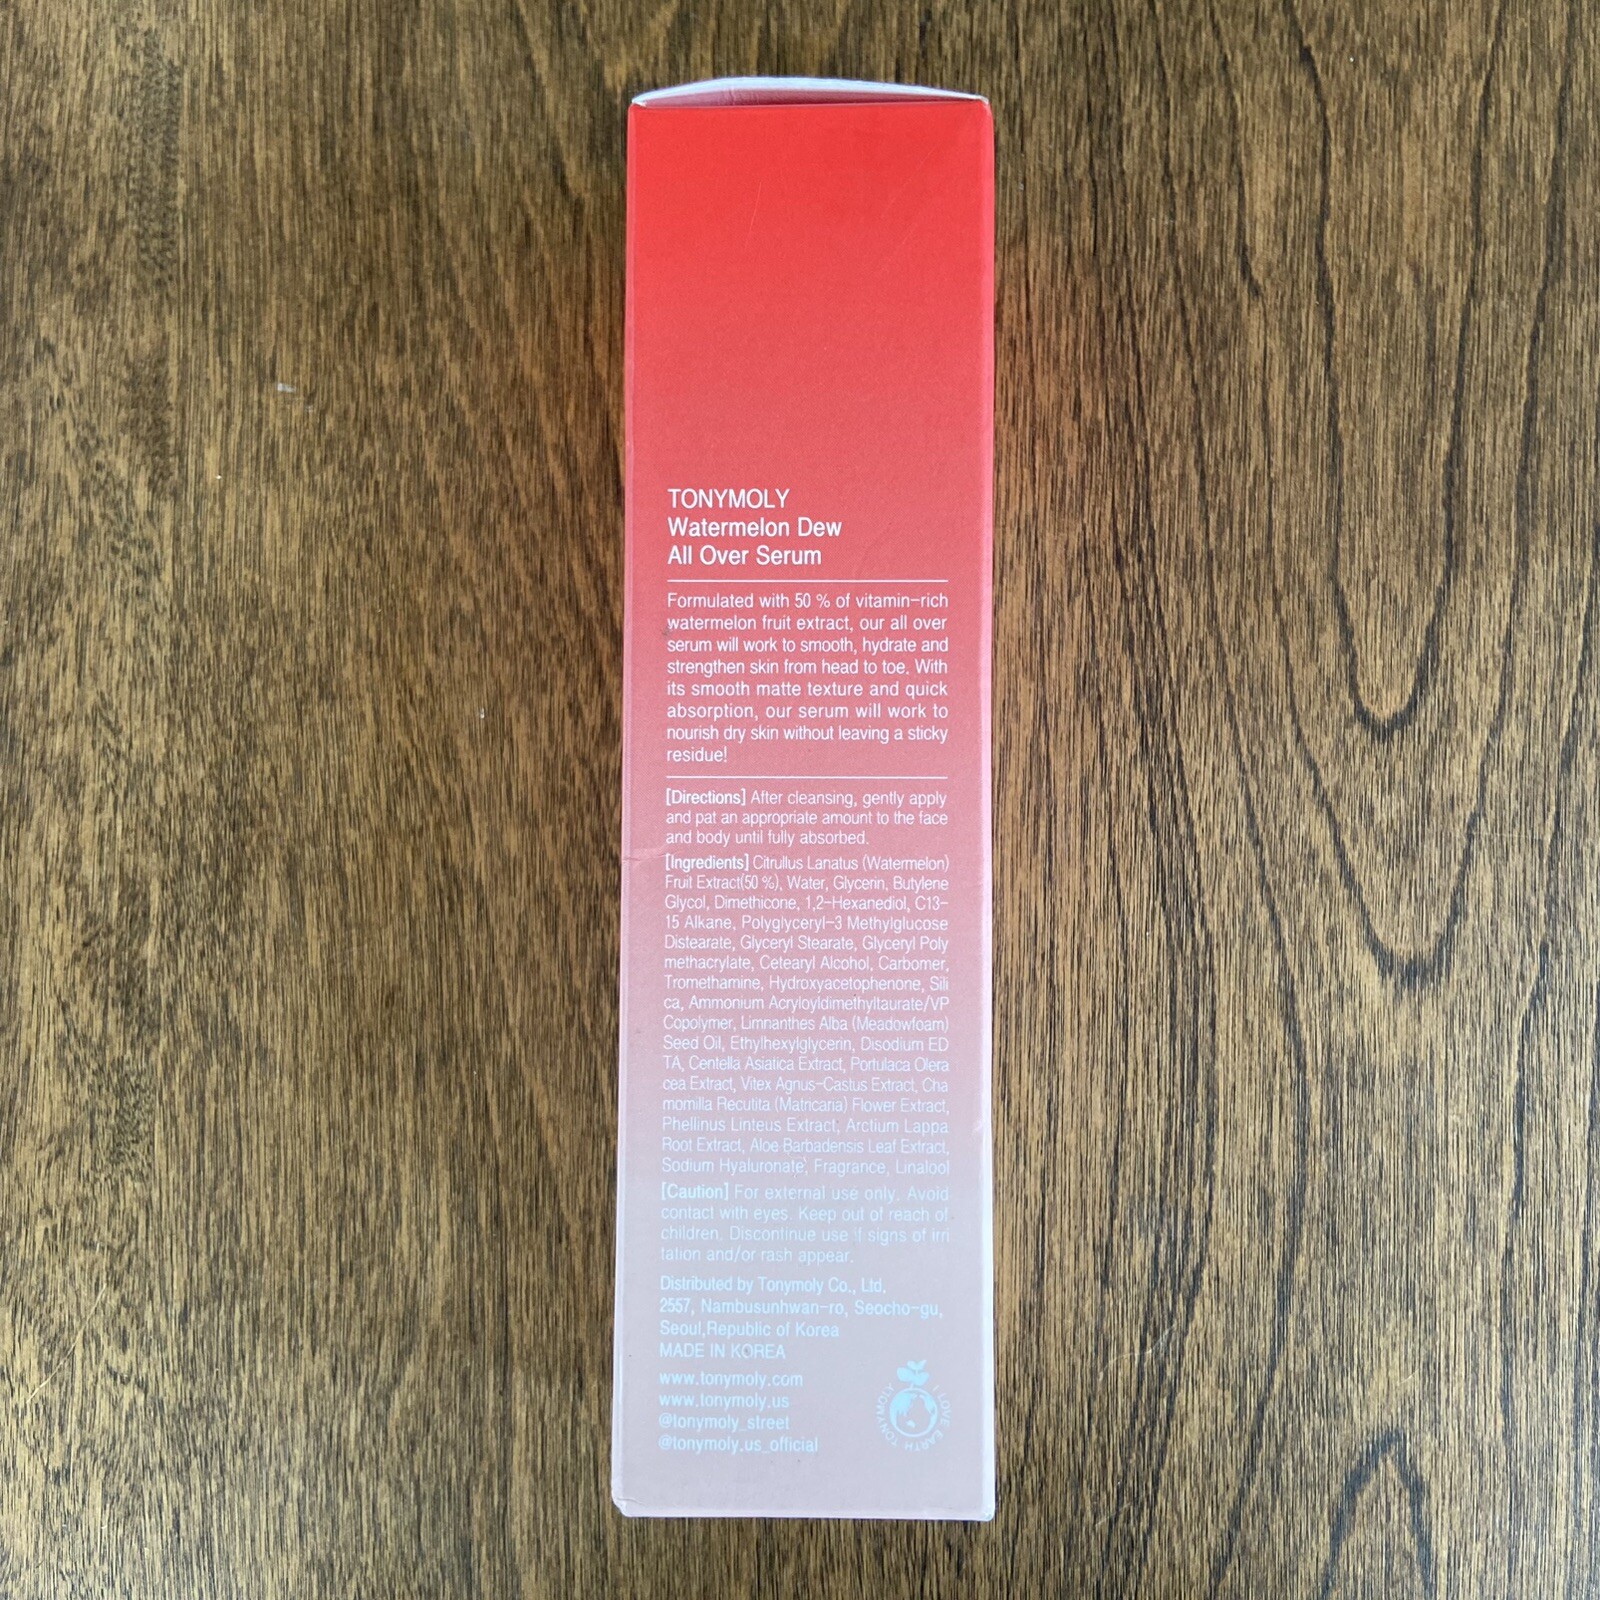 TONYMOLY
Watermelon Dew
All Over Serum
Formulated with 50 % of vitamin-rich
watermelon fruit extract, our all over
serum will work to smooth, hydrate and
strengthen skin from head to toe. With
its smooth matte texture and quick
absorption, our serum will work to
nourish dry skin without leaving a sticky
residue!
[Directions] After cleansing, gently apply
and pat an appropriate amount to the face
and body until fully absorbed.
[Ingredients] Citrullus Lanatus (Watermelon)
Fruit Extract(50 %), Water, Glycerin, Butylene
Glycol, Dimethicone, 1,2-Hexanediol, C13-
15 Alkane, Polyglyceryl-3 Methylglucose
Distearate, Glyceryl Stearate, Glyceryl Poly
methacrylate, Cetearyl Alcohol, Carbomer,
Tromethamine, Hydroxyacetophenone, Sili
ca, Ammonium Acryloyldimethyltaurate/VP
Copolymer, Limnanthes Alba (Meadowfoam)
Seed Oil, Ethylhexylglycerin, Disodium ED
TA, Centella Asiatica Extract, Portulaca Olera
cea Extract, Vitex Agnus-Castus Extract, Cha
momilla Recutita (Matricaria) Flower Extract,
Phellinus Linteus Extract, Arctium Lappa
Root Extract, Aloe Barbadensis Leaf Extract,
Sodium Hyaluronate, Fragrance, Linalool
[Caution] For external use only. Avoid
contact with eyes. Keep out of reach of
children. Discontinue use if signs of irri
tation and/or rash appear.
Distributed by Tonymoly Co., Ltd.
2557, Nambusunhwan-ro, Seocho-gu,
Seoul,Republic of Korea
MADE IN KOREA
www.tonymoly.com
www.tonymoly.us
@tonymoly_street
@tonymoly.us_official
TONYMOLY I LOVE EARTH